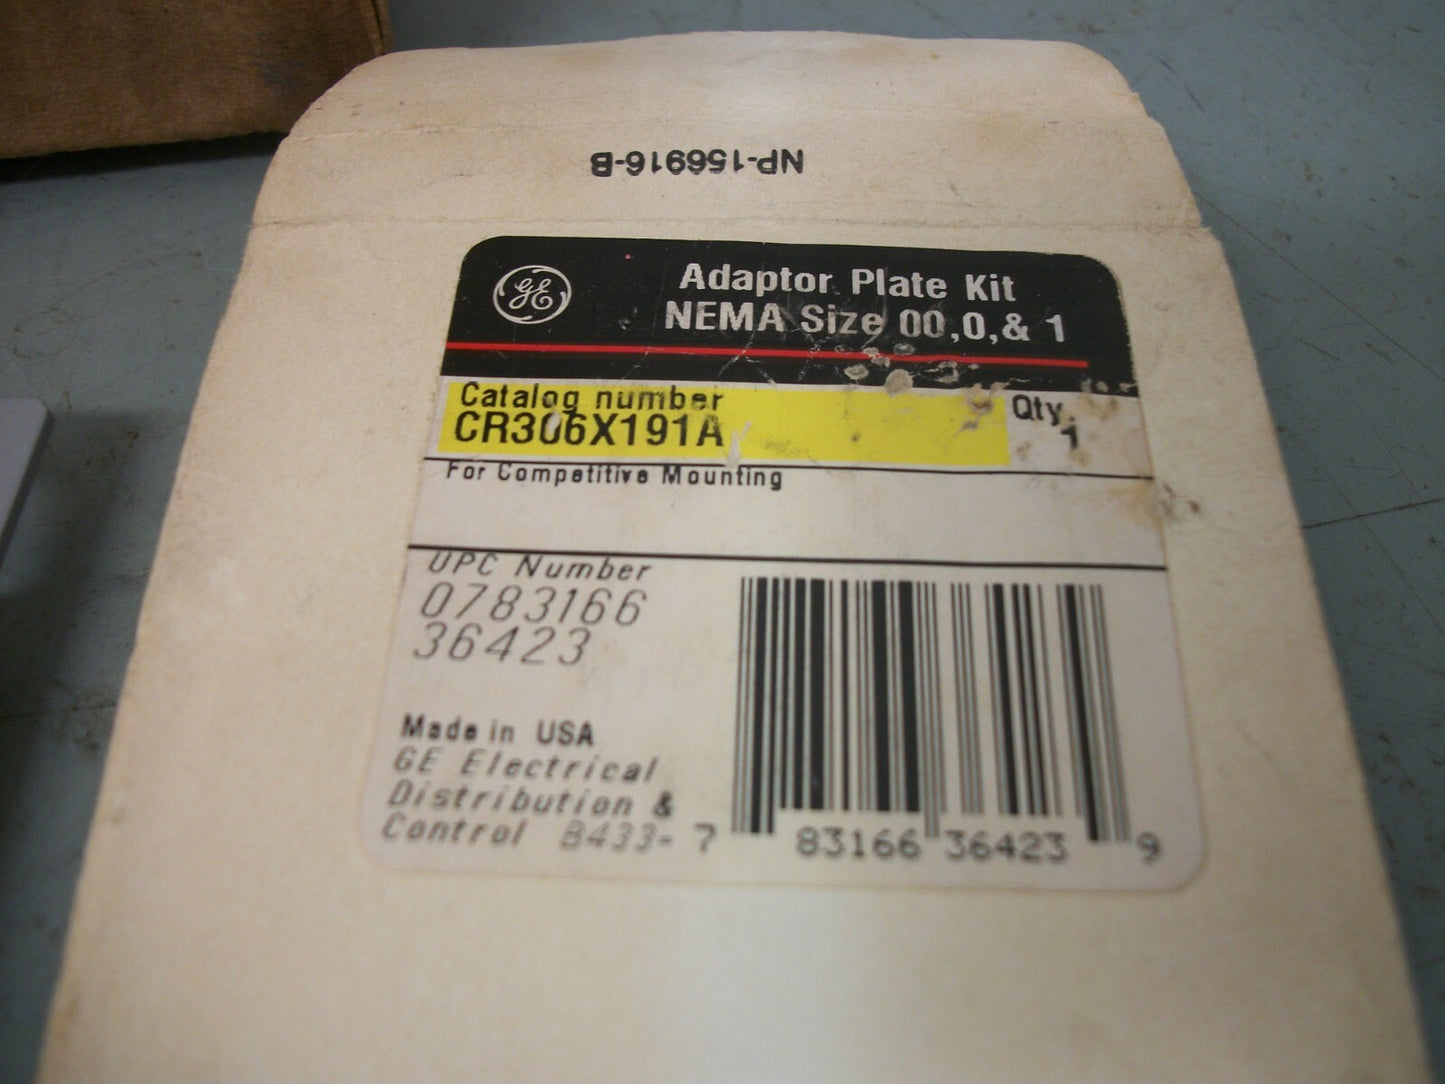 NP-156916-B
GE
Adaptor Plate Kit
NEMA Size 00,0,& 1
Catalog number
CR306X191A
Qty.
1
For Competitive Mounting
UPC Number
0783166
36423
Made in USA
GE Electrical
Distribution &
Control B433-
7 83166 36423 9